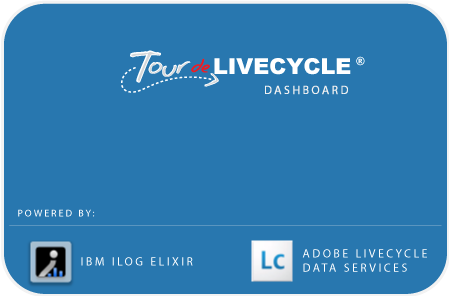 Tour de LIVECYCLE ®
DASHBOARD
POWERED BY:
IBM ILOG ELIXIR
Lc
ADOBE LIVECYCLE
DATA SERVICES